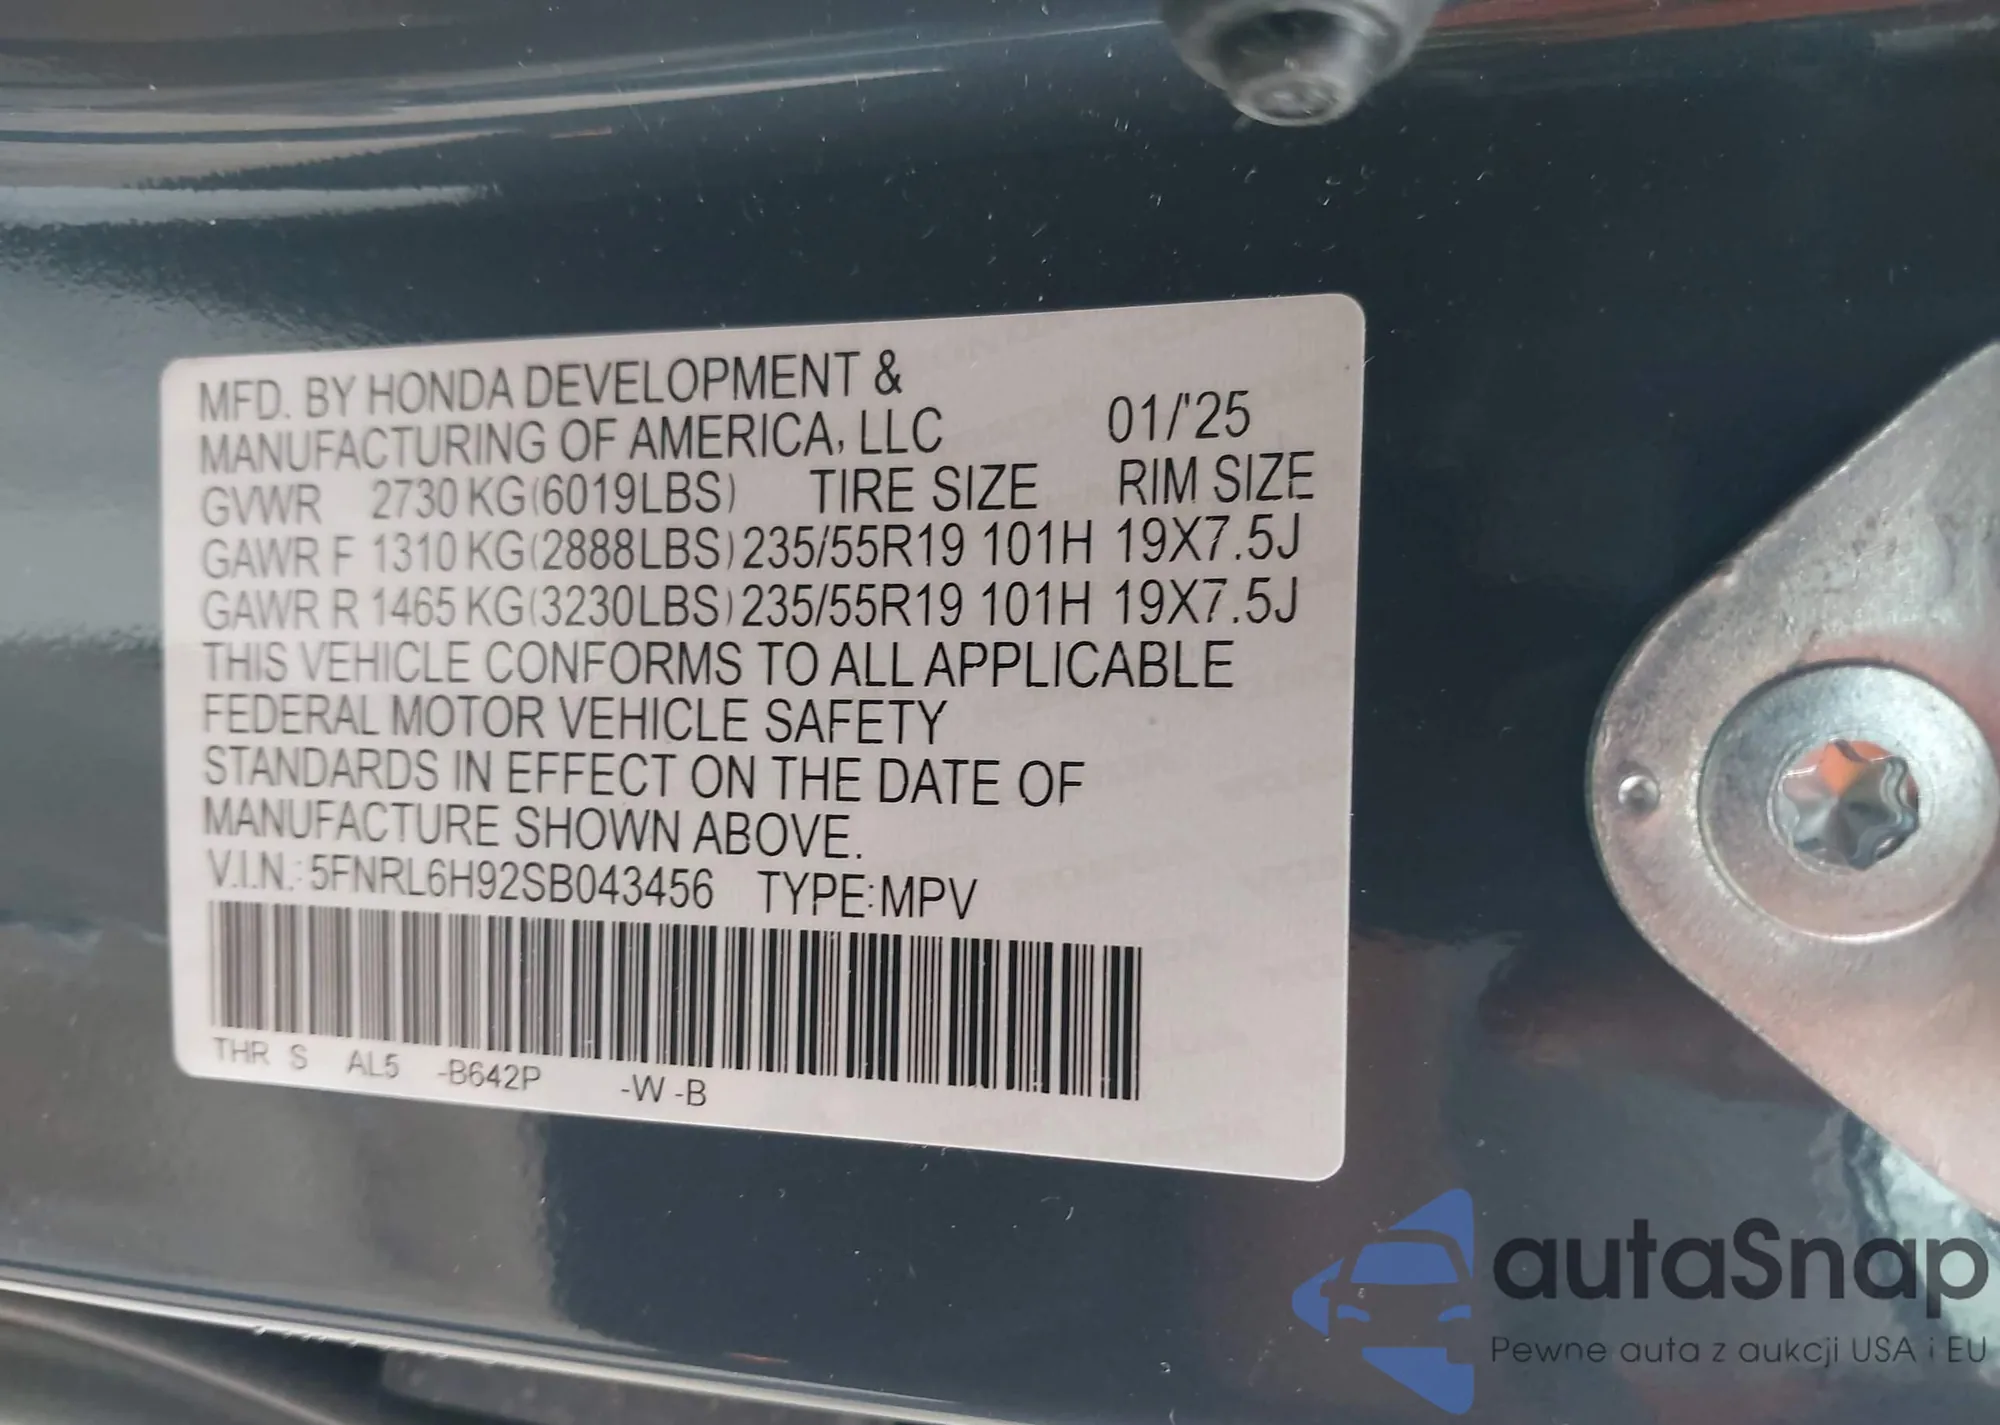 MFD. BY HONDA DEVELOPMENT &
MANUFACTURING OF AMERICA, LLC 01/'25
GVWR 2730 KG(6019LBS) TIRE SIZE RIM SIZE
GAWR F 1310 KG(2888LBS) 235/55R19 101H 19X7.5J
GAWR R 1465 KG(3230LBS) 235/55R19 101H 19X7.5J
THIS VEHICLE CONFORMS TO ALL APPLICABLE
FEDERAL MOTOR VEHICLE SAFETY
STANDARDS IN EFFECT ON THE DATE OF
MANUFACTURE SHOWN ABOVE.
V.I.N.: 5FNRL6H92SB043456 TYPE:MPV
THR S AL5 -B642P -W -B
autaSnap
Pewne auta z aukcji USA i EU